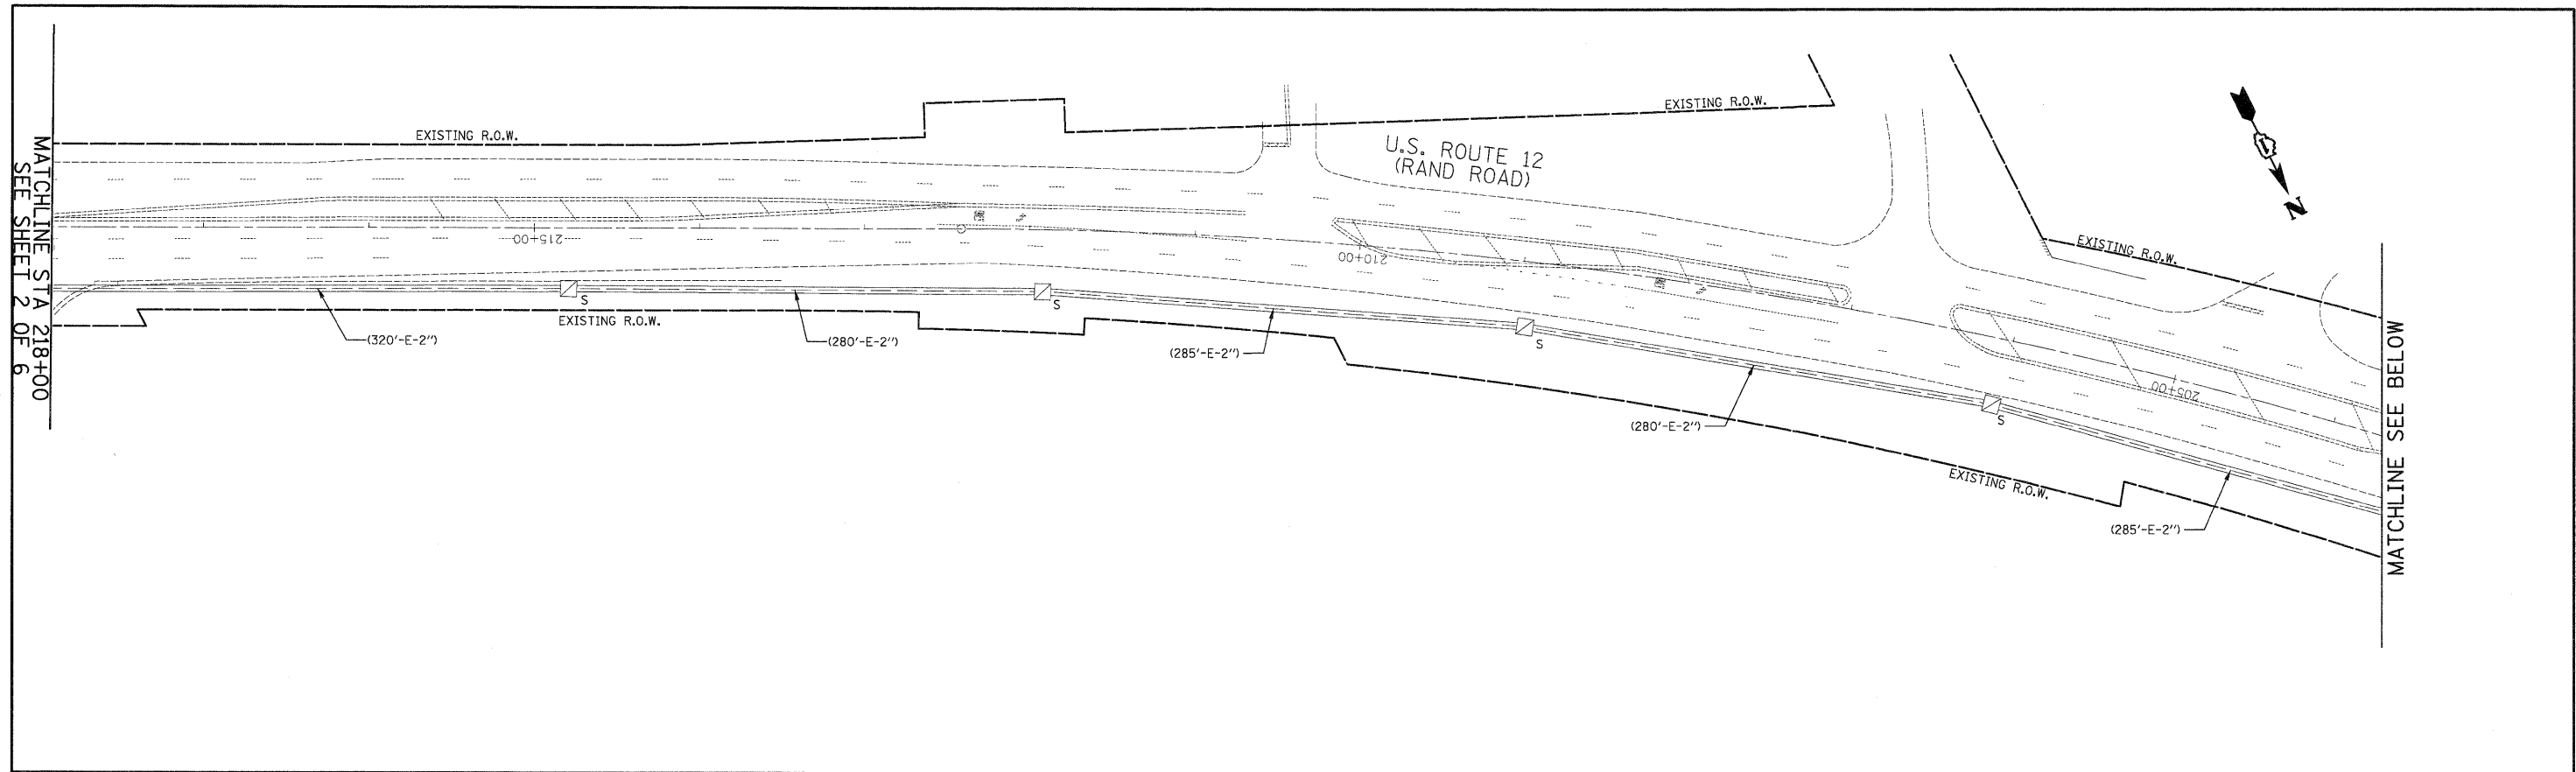 EXISTING R.O.W.
EXISTING R.O.W.
U.S. ROUTE 12
(RAND ROAD)
N
EXISTING R.O.W.
MATCHLINE STA 218+00
SEE SHEET 2 OF 6
215+00
210+00
205+00
S
S
S
S
EXISTING R.O.W.
(320'-E-2")
(280'-E-2")
(285'-E-2")
(280'-E-2")
EXISTING R.O.W.
(285'-E-2")
MATCHLINE SEE BELOW